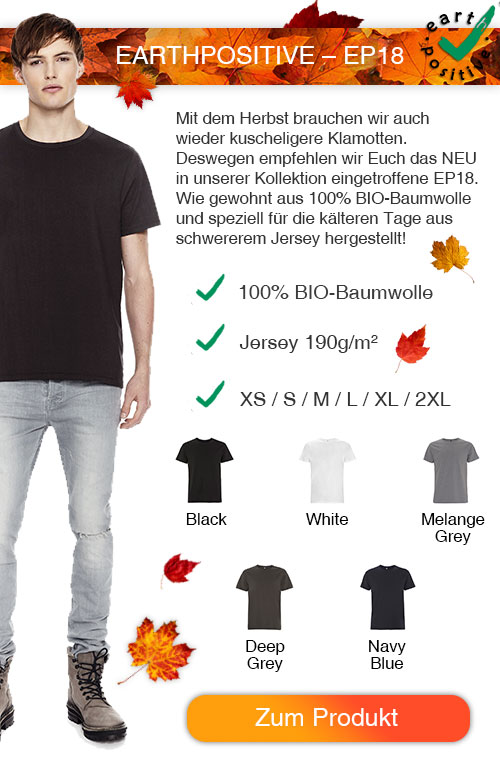 earth
positive
EARTHPOSITIVE – EP18
Mit dem Herbst brauchen wir auch
wieder kuscheligere Klamotten.
Deswegen empfehlen wir Euch das NEU
in unserer Kollektion eingetroffene EP18.
Wie gewohnt aus 100% BIO-Baumwolle
und speziell für die kälteren Tage aus
schwererem Jersey hergestellt!
100% BIO-Baumwolle
Jersey 190g/m²
XS / S / M / L / XL / 2XL
Black
White
Melange
Grey
Deep
Grey
Navy
Blue
Zum Produkt